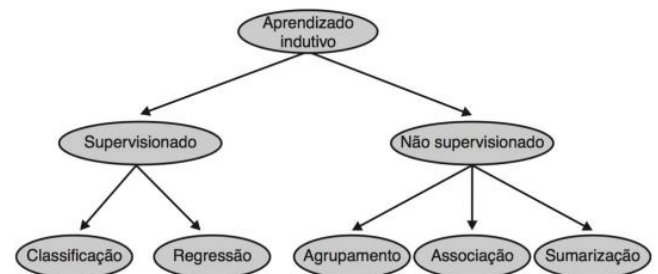 Aprendizado
indutivo
Supervisionado
Não supervisionado
Classificação
Regressão
Agrupamento
Associação
Sumarização